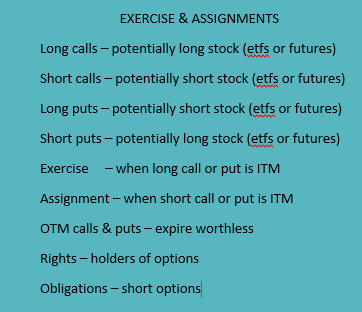 EXERCISE & ASSIGNMENTS
Long calls – potentially long stock (etfs or futures)
Short calls – potentially short stock (etfs or futures)
Long puts – potentially short stock (etfs or futures)
Short puts – potentially long stock (etfs or futures)
Exercise – when long call or put is ITM
Assignment – when short call or put is ITM
OTM calls & puts – expire worthless
Rights – holders of options
Obligations – short options